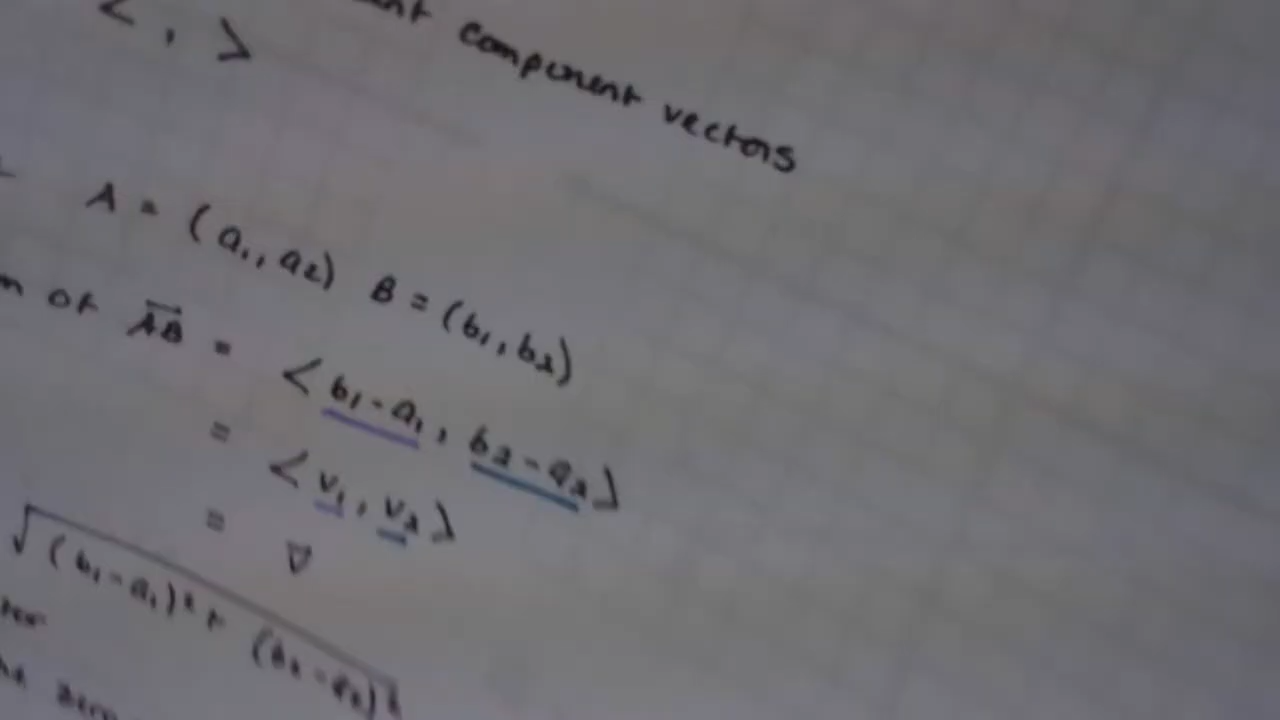 < , > component vectors
A = (a₁, a₂) B = (b₁, b₂)
of AB⃗ = < b₁ - a₁, b₂ - a₂ >
= < v₁, v₂ >
= v̅
√(b₁ - a₁)² + (b₂ - a₂)²
zero